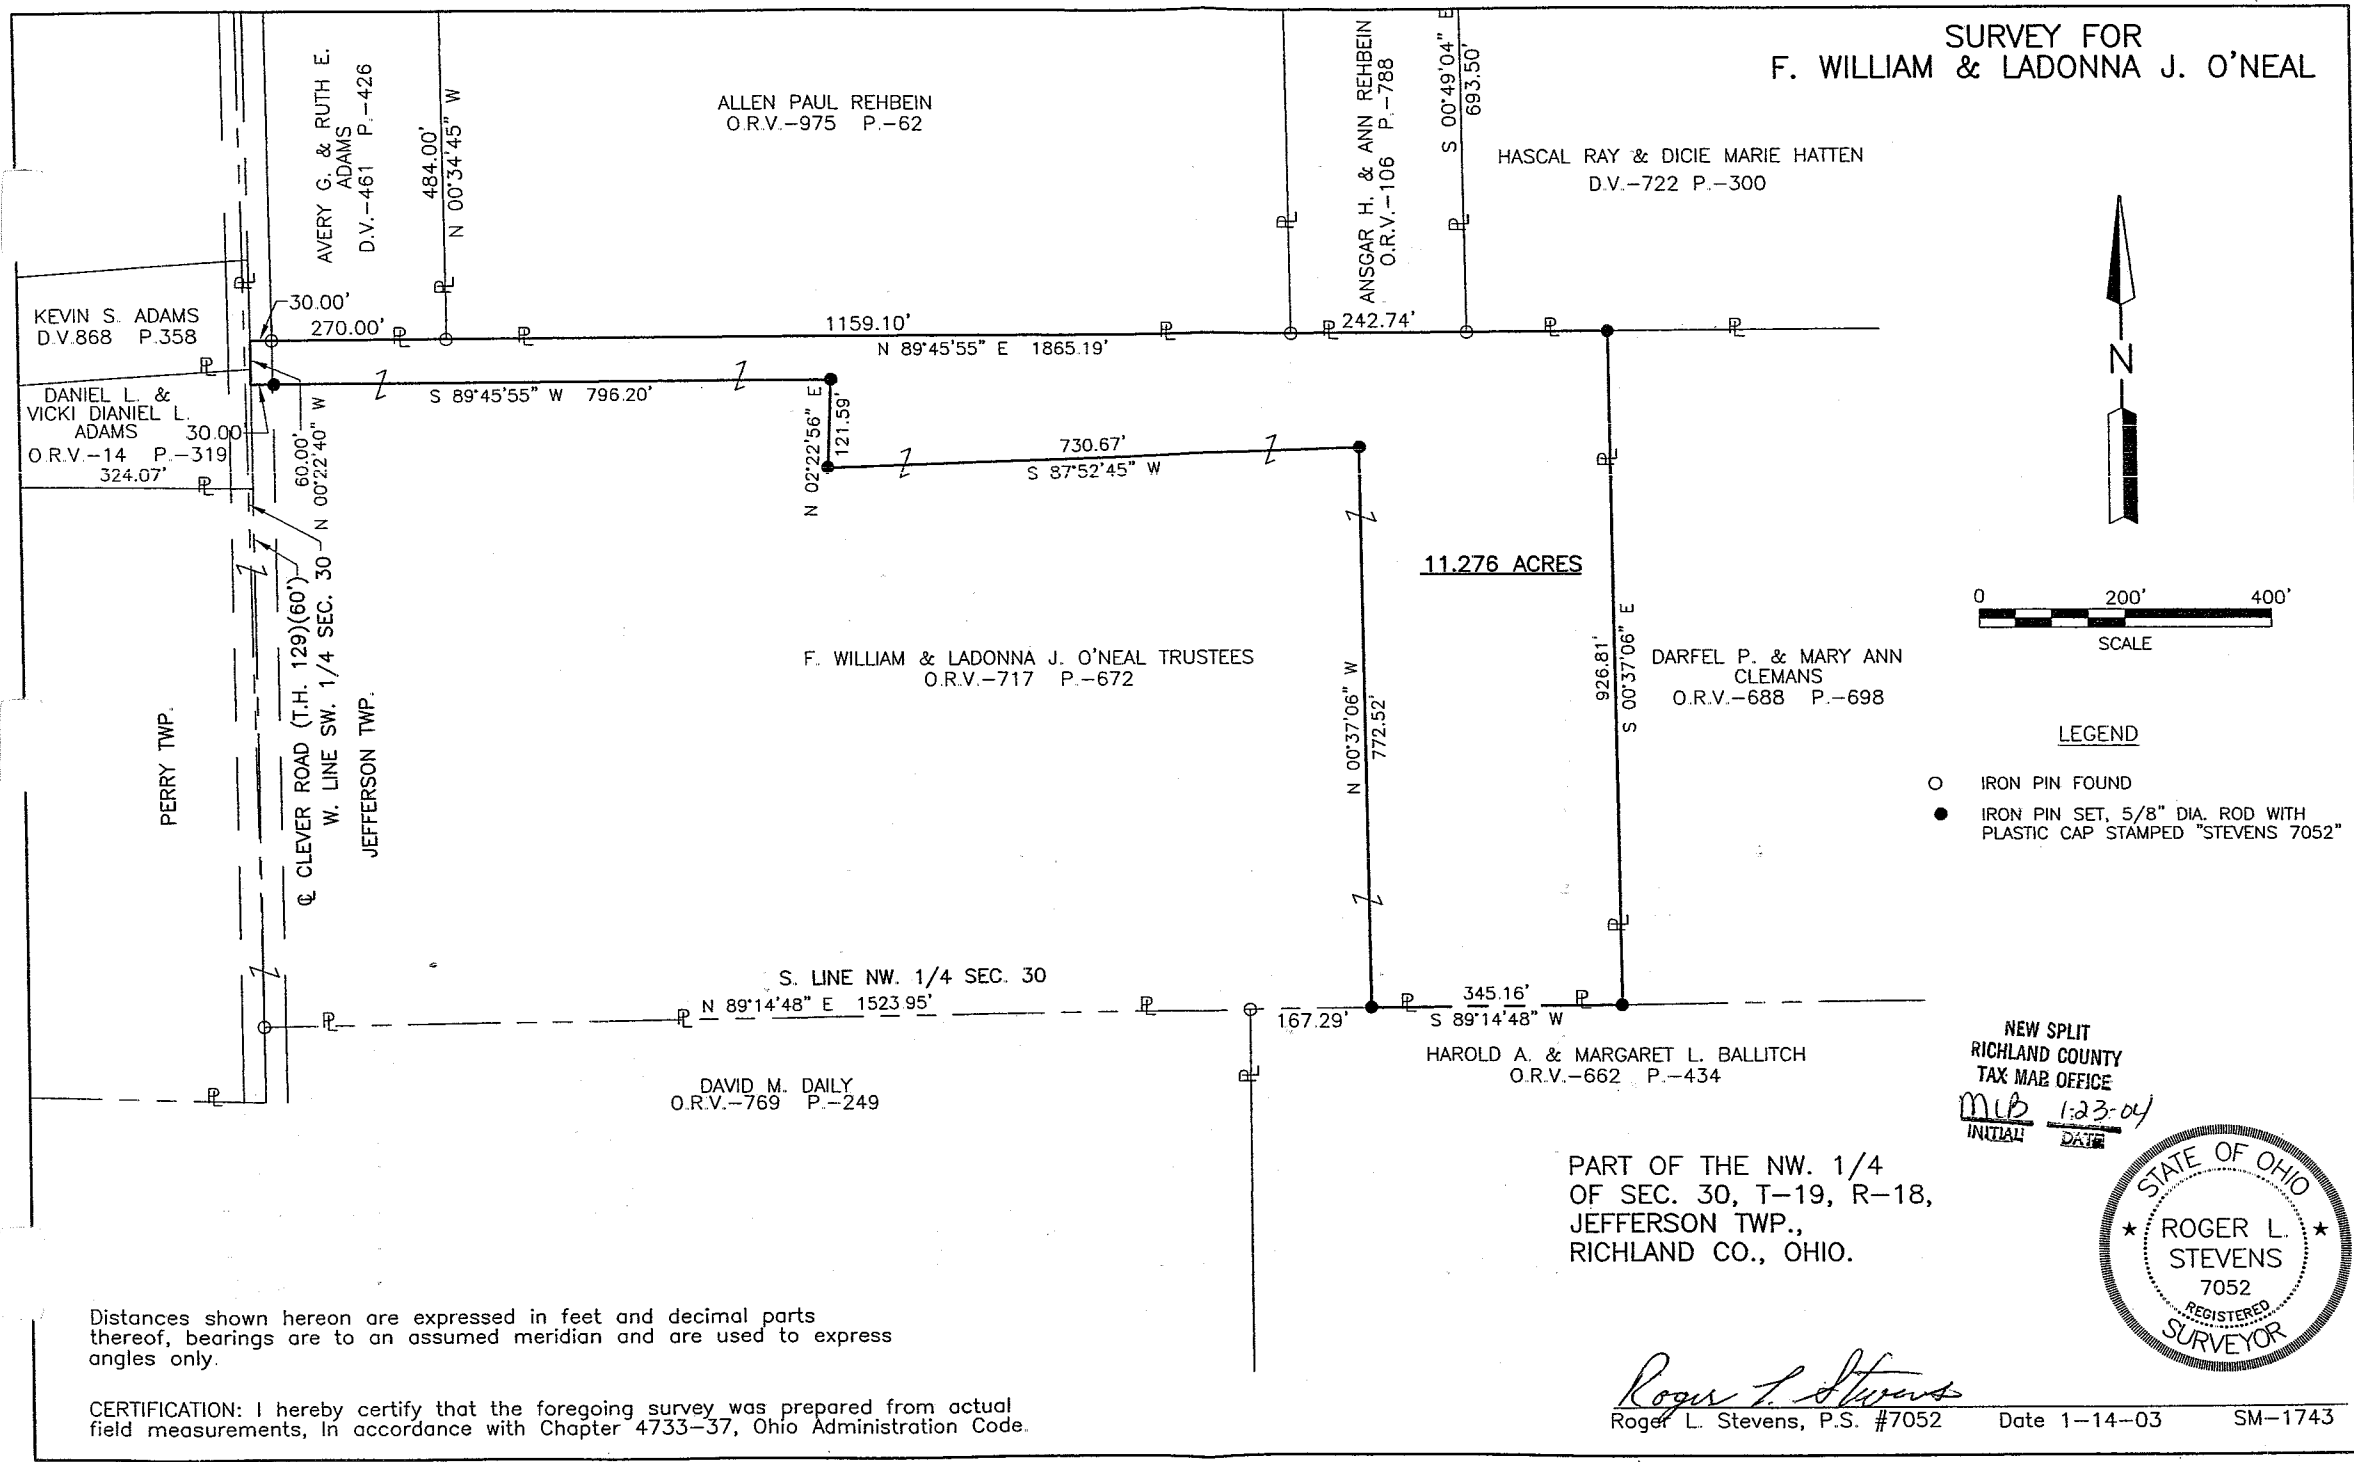 SURVEY FOR
F. WILLIAM & LADONNA J. O'NEAL
AVERY G. & RUTH E.
ADAMS
D.V.-461 P.-426
484.00'
N 00°34'45" W
ALLEN PAUL REHBEIN
O.R.V.-975 P.-62
ANSGAR H. & ANN REHBEIN
O.R.V.-106 P.-788
S 00°49'04" E
693.50'
HASCAL RAY & DICIE MARIE HATTEN
D.V.-722 P.-300
KEVIN S. ADAMS
D.V.868 P.358
30.00'
270.00'
1159.10'
242.74'
N 89°45'55" E 1865.19'
DANIEL L. &
VICKI DIANIEL L.
ADAMS
O.R.V.-14 P.-319
324.07'
30.00
60.00'
N 00°22'40" W
S 89°45'55" W 796.20'
N 02°22'56" E
121.59'
730.67'
S 87°52'45" W
N
11.276 ACRES
0 200' 400'
SCALE
℄ CLEVER ROAD (T.H. 129)(60')
W. LINE SW. 1/4 SEC. 30
PERRY TWP.
JEFFERSON TWP.
F. WILLIAM & LADONNA J. O'NEAL TRUSTEES
O.R.V.-717 P.-672
N 00°37'06" W
772.52'
926.81'
S 00°37'06" E
DARFEL P. & MARY ANN
CLEMANS
O.R.V.-688 P.-698
LEGEND
IRON PIN FOUND
IRON PIN SET, 5/8" DIA. ROD WITH
PLASTIC CAP STAMPED "STEVENS 7052"
S. LINE NW. 1/4 SEC. 30
N 89°14'48" E 1523.95'
167.29'
345.16'
S 89°14'48" W
HAROLD A. & MARGARET L. BALLITCH
O.R.V.-662 P.-434
DAVID M. DAILY
O.R.V.-769 P.-249
NEW SPLIT
RICHLAND COUNTY
TAX MAP OFFICE
MLB 1-23-04
INITIAL DATE
PART OF THE NW. 1/4
OF SEC. 30, T-19, R-18,
JEFFERSON TWP.,
RICHLAND CO., OHIO.
STATE OF OHIO
ROGER L.
STEVENS
7052
REGISTERED
SURVEYOR
Distances shown hereon are expressed in feet and decimal parts
thereof, bearings are to an assumed meridian and are used to express
angles only.
CERTIFICATION: I hereby certify that the foregoing survey was prepared from actual
field measurements, In accordance with Chapter 4733-37, Ohio Administration Code.
Roger L. Stevens
Roger L. Stevens, P.S. #7052 Date 1-14-03 SM-1743